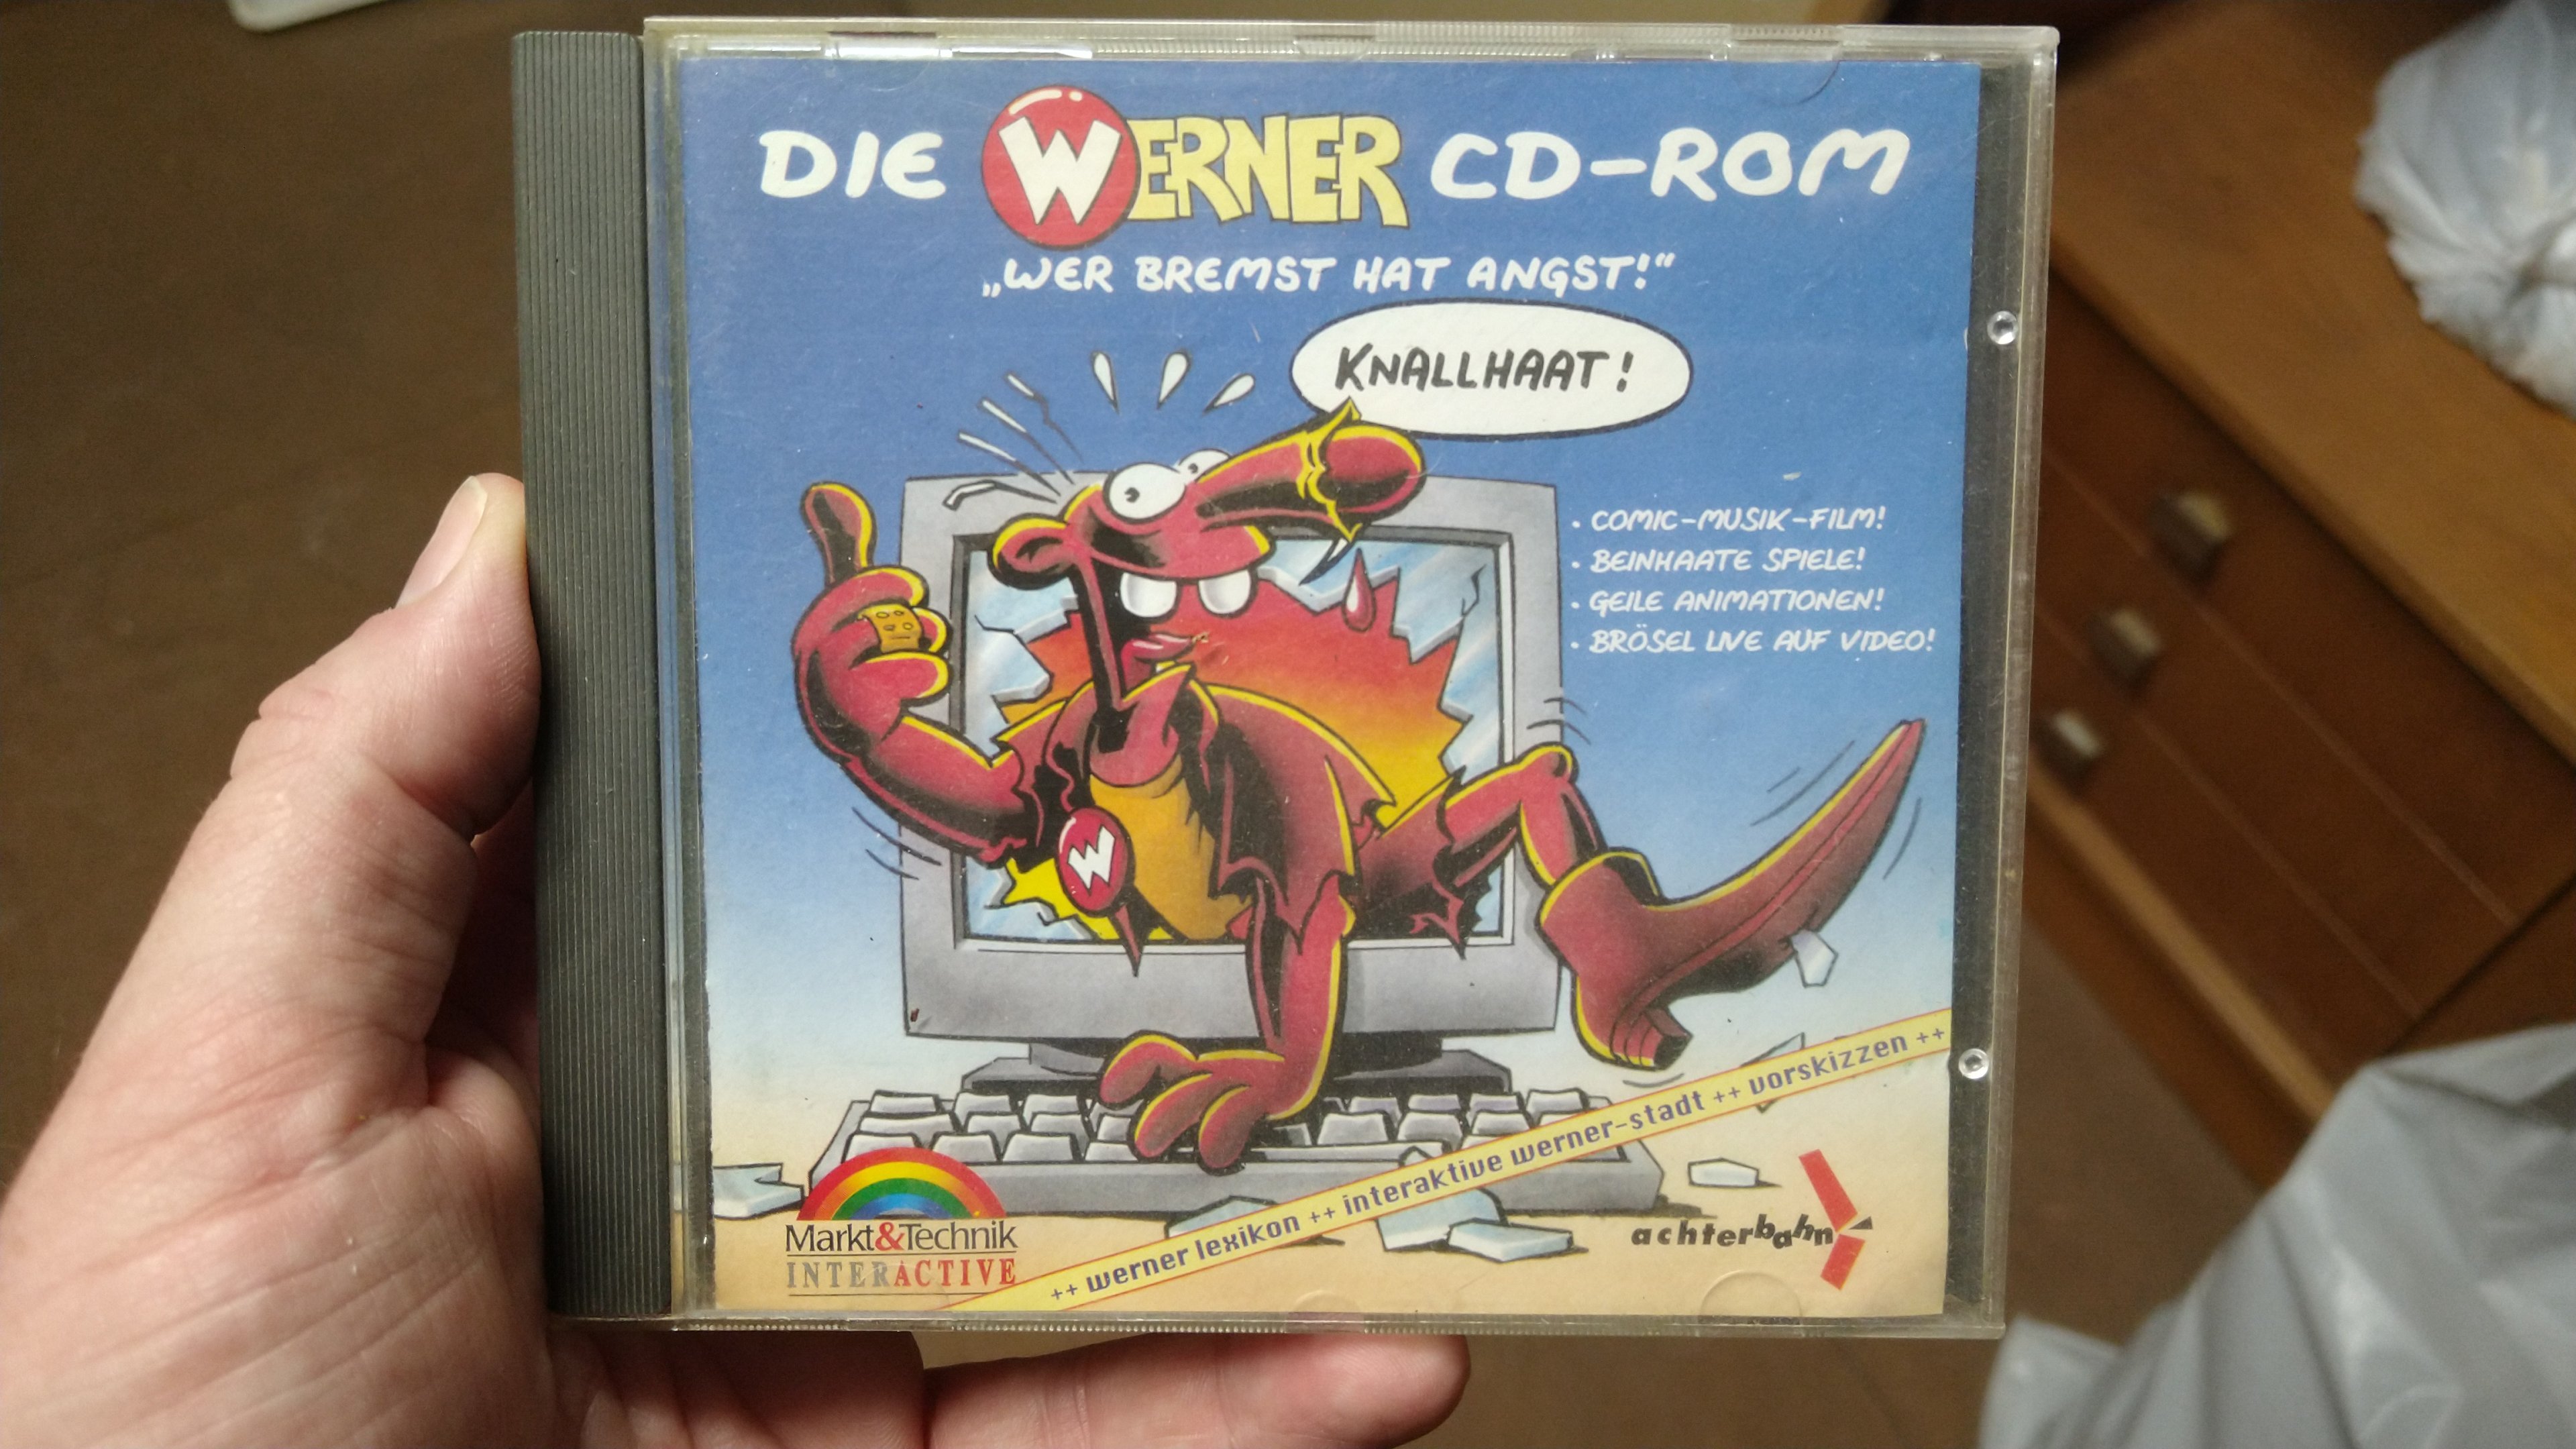 DIE WERNER CD-ROM
„WER BREMST HAT ANGST!“
KNALLHAAT!
• COMIC-MUSIK-FILM!
• BEINHAATE SPIELE!
• GEILE ANIMATIONEN!
• BRÖSEL LIVE AUF VIDEO!
W
++ werner lexikon ++ interaktive werner-stadt ++ vorskizzen ++
Markt&Technik
INTERACTIVE
achterbahn